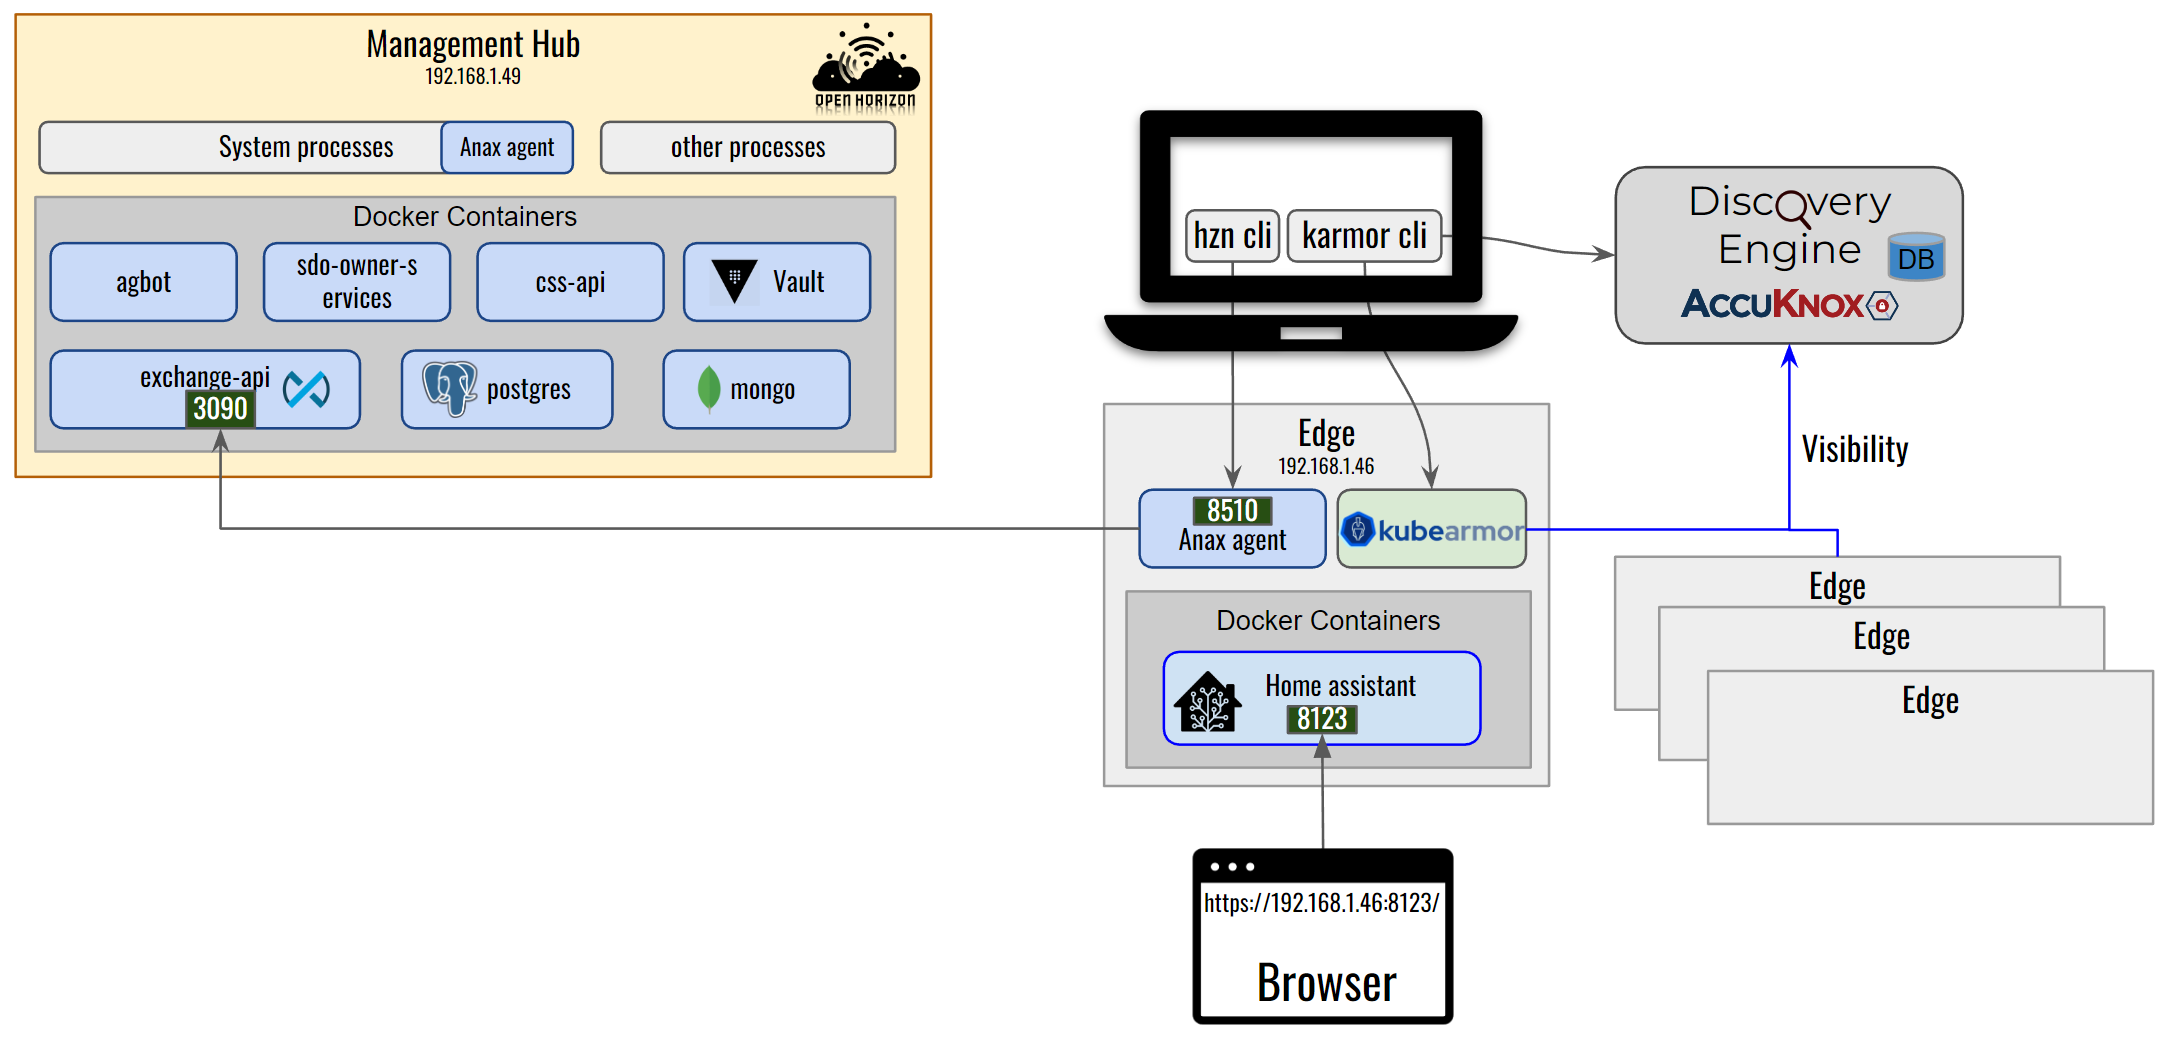 Management Hub
192.168.1.49
OPEN HORIZON
System processes
Anax agent
other processes
Docker Containers
agbot
sdo-owner-s
ervices
css-api
Vault
exchange-api
3090
postgres
mongo
hzn cli
karmor cli
Discovery
Engine
DB
ACCUKNOX
Visibility
Edge
192.168.1.46
8510
Anax agent
kubearmor
Docker Containers
Home assistant
8123
Edge
Edge
Edge
https://192.168.1.46:8123/
Browser